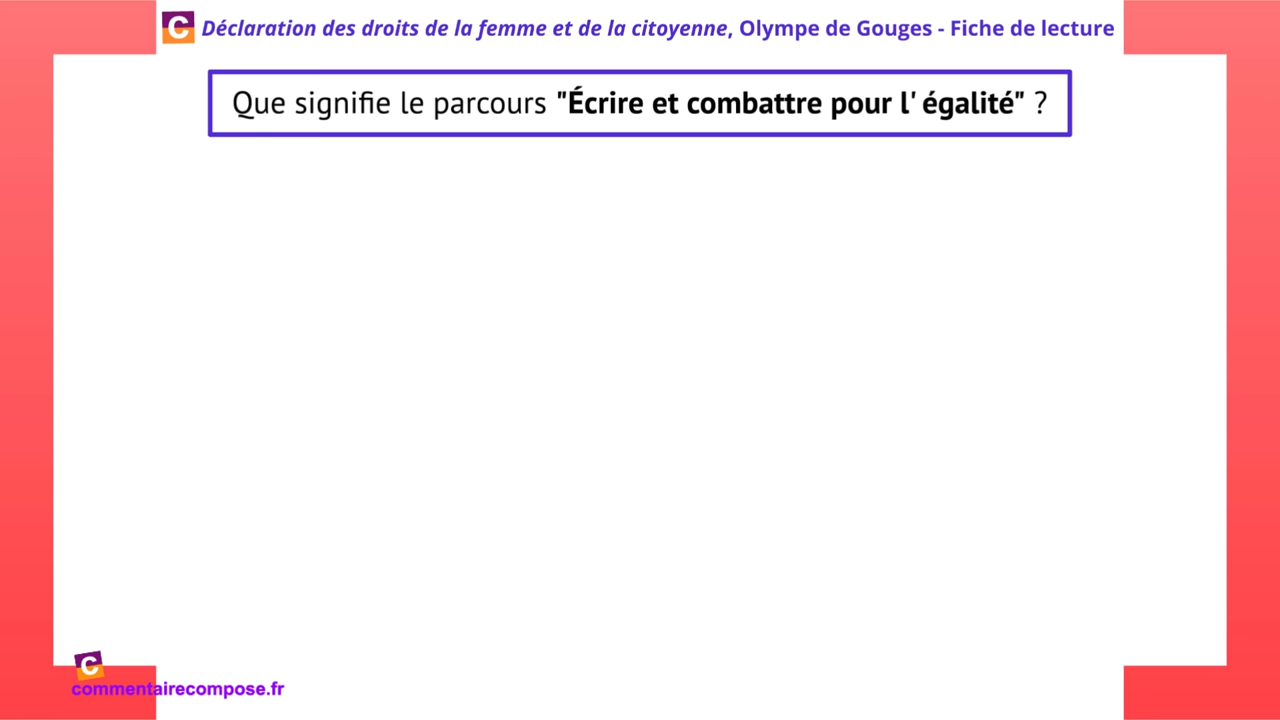 C Déclaration des droits de la femme et de la citoyenne, Olympe de Gouges - Fiche de lecture
Que signifie le parcours "Écrire et combattre pour l' égalité" ?
C
commentairecompose.fr